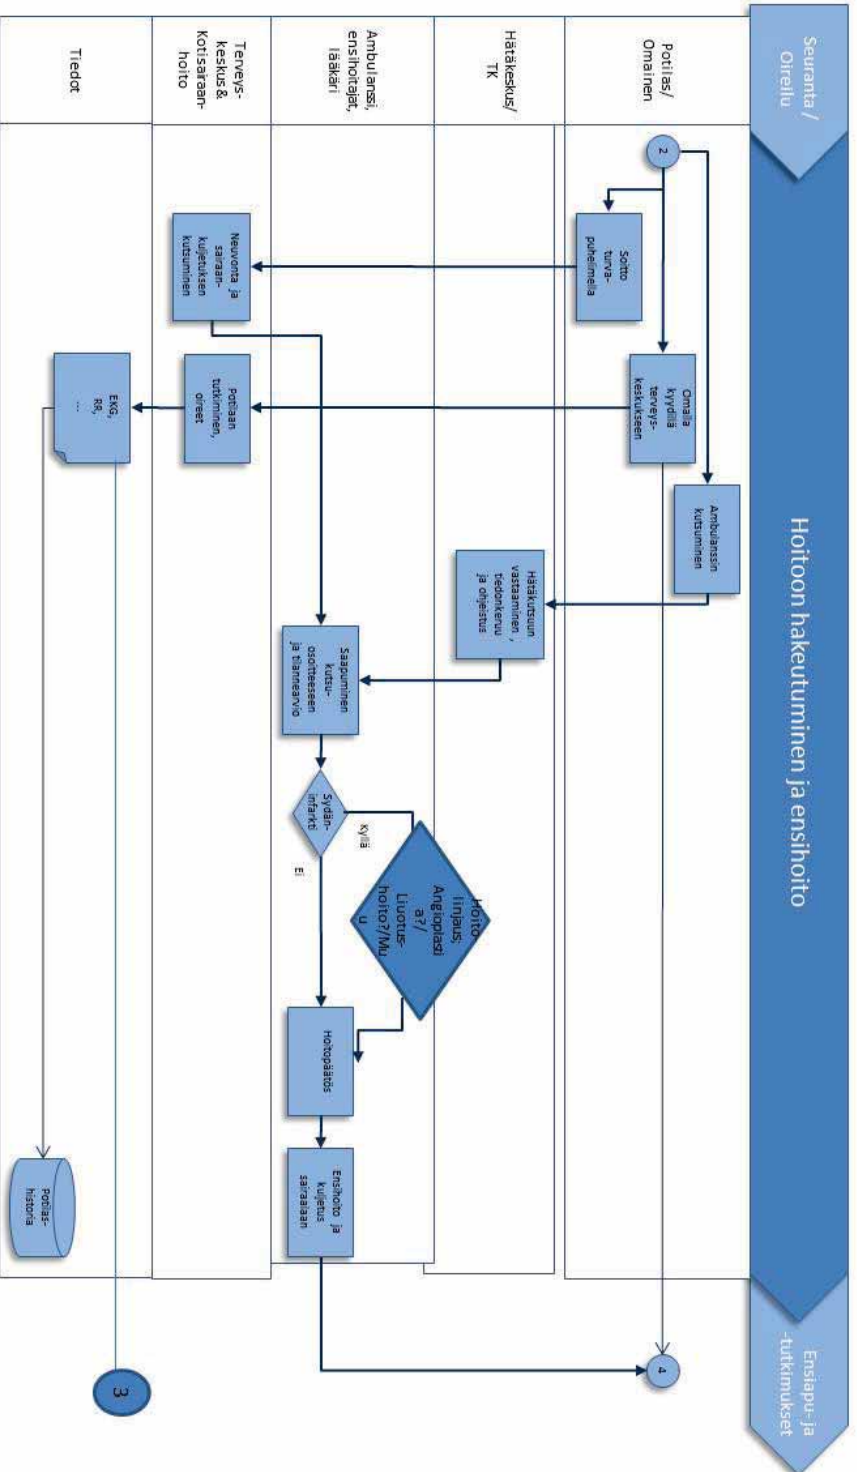 Seuranta /
Oireilu
Hoitoon hakeutuminen ja ensihoito
Ensiapu- ja
-tutkimukset
Potilas/
Omainen
2
Soitto
turva-
puhelimella
Omalla
kyydillä
terveys-
keskukseen
Ambulanssin
kutsuminen
4
Hätäkeskus/
TK
Hätäkutsuun
vastaaminen ,
tiedonkeruu
ja ohjeistus
Ambulanssi,
ensihoitajat,
lääkäri
Saapuminen
kutsu-
osoitteeseen
ja tilannearvio
Sydän-
infarkti
Kyllä
Ei
Hoito
linjaus;
Angioplasti
a?/
Liuotus-
hoito?/Mu
u
Hoitopäätös
Ensihoito ja
kuljetus
sairaalaan
Terveys-
keskus &
Kotisairaan-
hoito
Neuvonta ja
sairaan-
kuljetuksen
kutsuminen
Potilaan
tutkiminen,
oireet
Tiedot
EKG,
RR,
...
Potilas-
historia
3